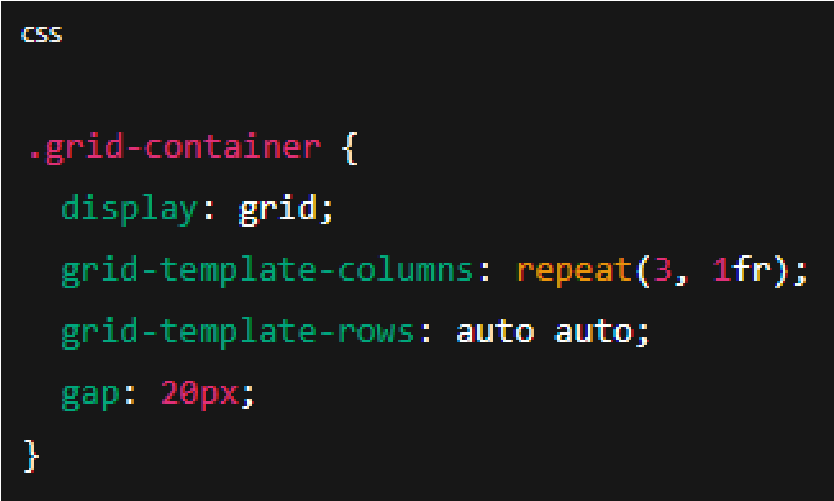 css
.grid-container {
  display: grid;
  grid-template-columns: repeat(3, 1fr);
  grid-template-rows: auto auto;
  gap: 20px;
}